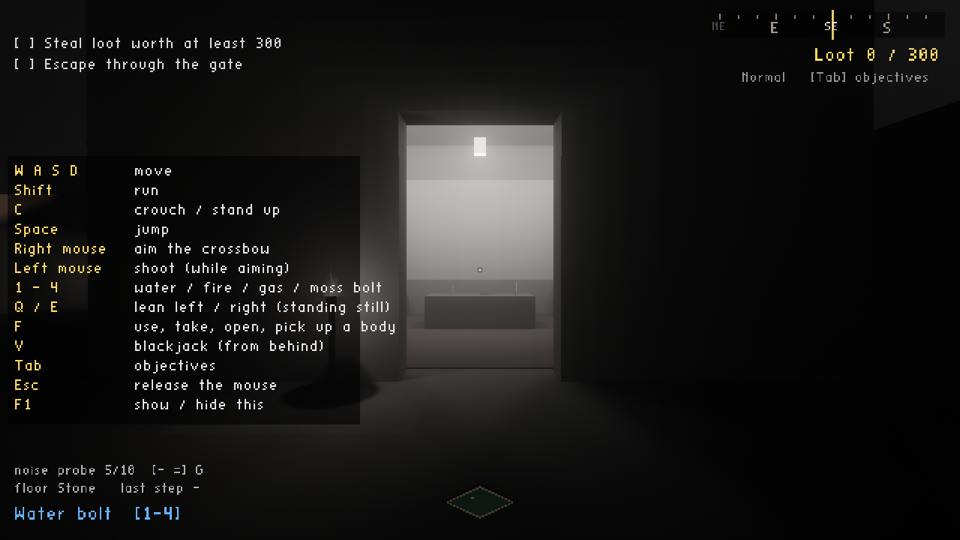 NE E SE S
[ ] Steal loot worth at least 300
[ ] Escape through the gate
Loot 0 / 300
Normal [Tab] objectives
W A S D move
Shift run
C crouch / stand up
Space jump
Right mouse aim the crossbow
Left mouse shoot (while aiming)
1 - 4 water / fire / gas / moss bolt
Q / E lean left / right (standing still)
F use, take, open, pick up a body
V blackjack (from behind)
Tab objectives
Esc release the mouse
F1 show / hide this
noise probe 5/10 [- =] G
floor Stone last step -
Water bolt [1-4]